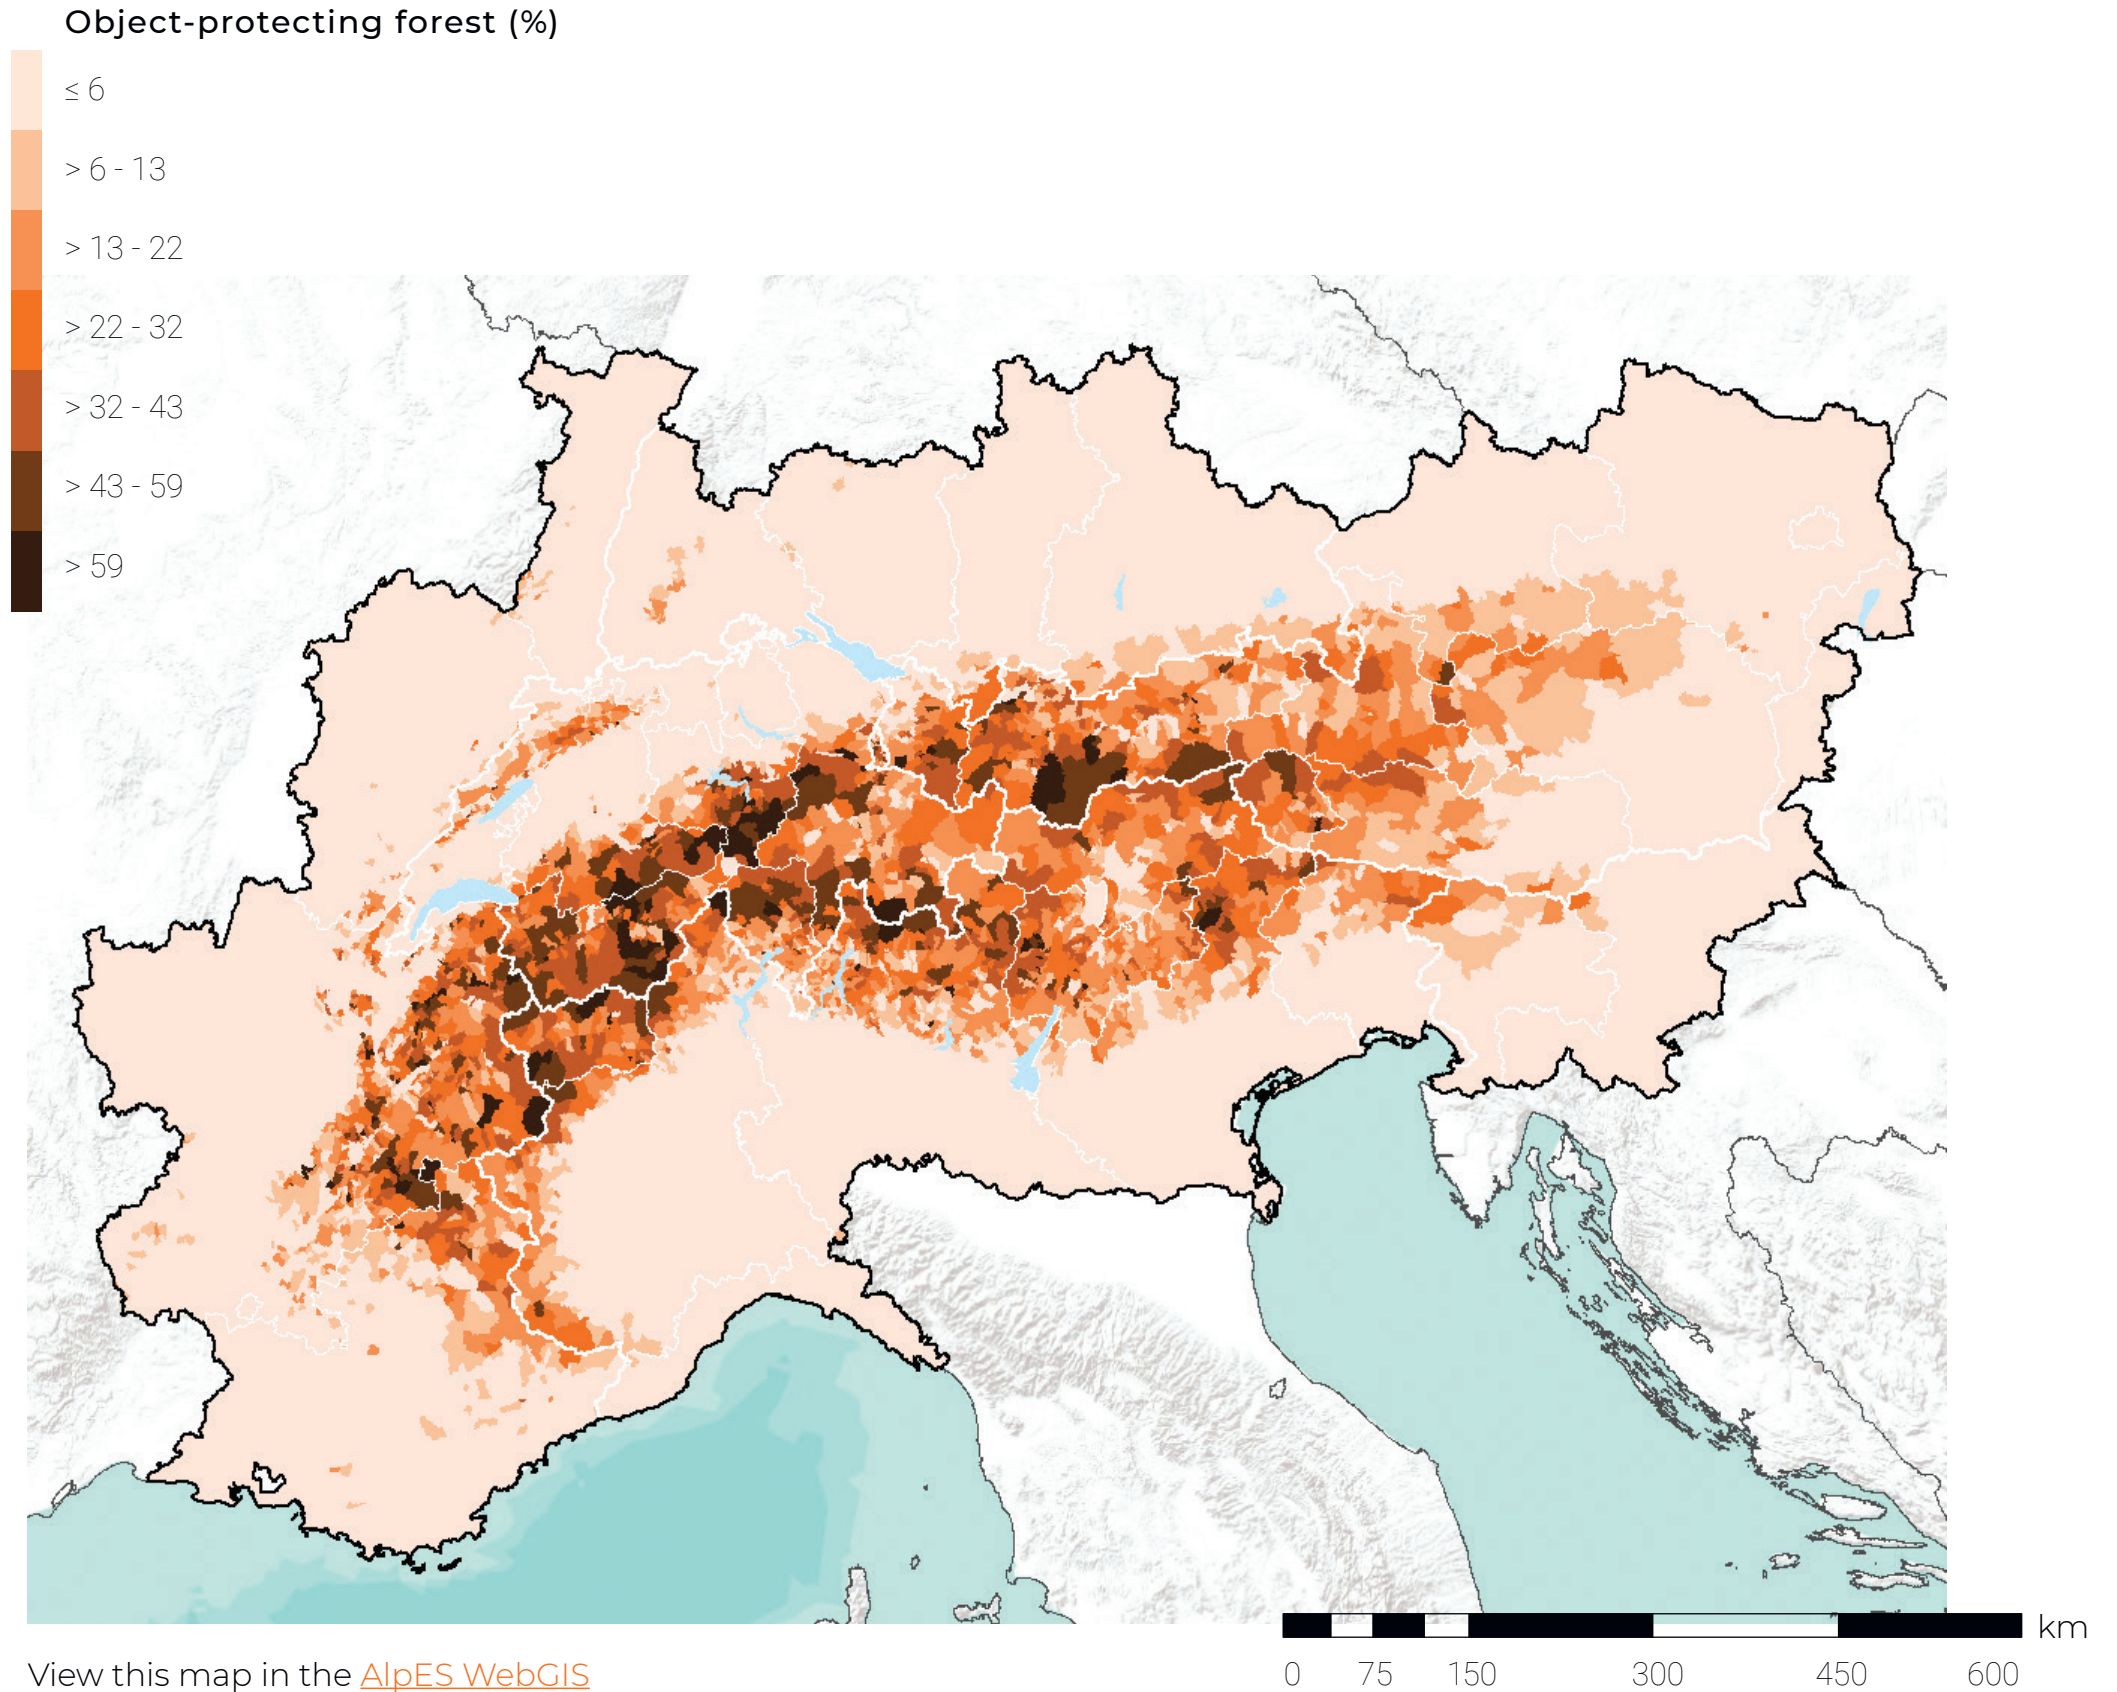 Object-protecting forest (%)
≤ 6
> 6 - 13
> 13 - 22
> 22 - 32
> 32 - 43
> 43 - 59
> 59
km
0 75 150 300 450 600
View this map in the AlpES WebGIS